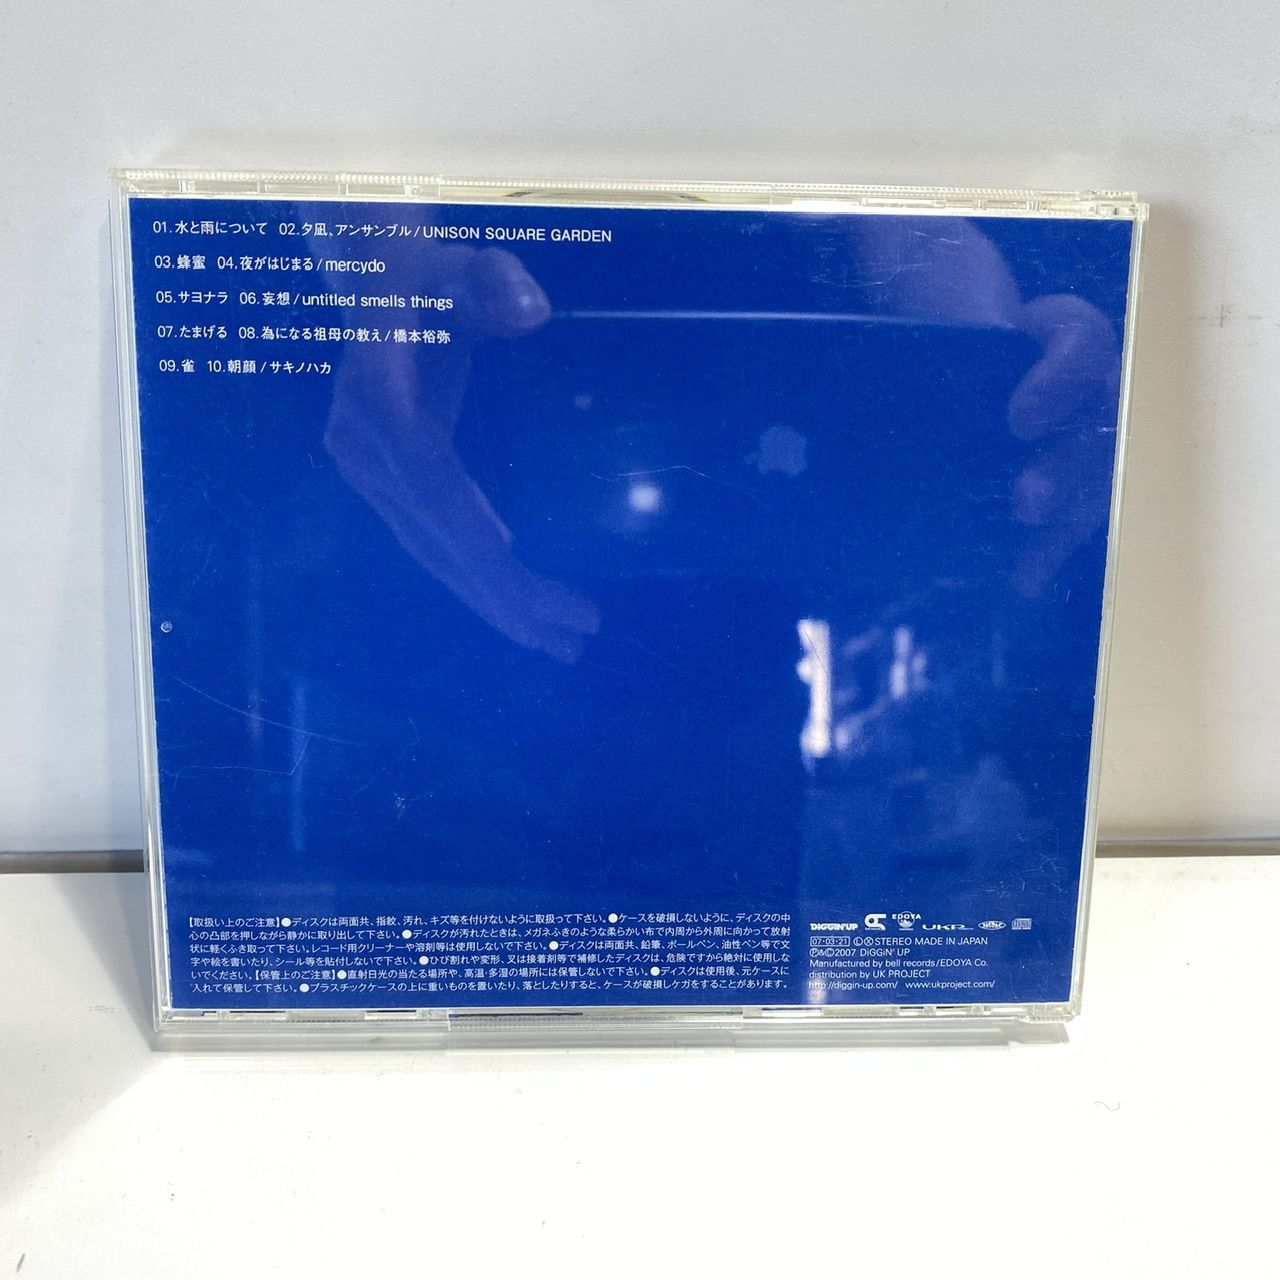 01.水と雨について 02.夕凪、アンサンブル/UNISON SQUARE GARDEN
03.蜂蜜 04.夜がはじまる/mercydo
05.サヨナラ 06.妄想/untitled smells things
07.たまげる 08.為になる祖母の教え/橋本裕弥
09.雀 10.朝顔/サキノハカ
【取扱い上のご注意】●ディスクは両面共、指紋、汚れ、キズ等を付けないように取扱って下さい。●ケースを破損しないように、ディスクの中
心の凸部を押しながら静かに取り出して下さい。●ディスクが汚れたときは、メガネふきのような柔らかい布で内周から外周に向かって放射
状に軽くふき取って下さい。レコード用クリーナーや溶剤等は使用しないで下さい。●ディスクは両面共、鉛筆、ボールペン、油性ペン等で文
字や絵を書いたり、シール等を貼付しないで下さい。●ひび割れや変形、又は接着剤等で補修したディスクは、危険ですから絶対に使用しな
いでください。【保管上のご注意】●直射日光の当たる場所や、高温・多湿の場所には保管しないで下さい。●ディスクは使用後、元ケースに
入れて保管して下さい。●プラスチックケースの上に重いものを置いたり、落としたりすると、ケースが破損しケガをすることがあります。
DIGGIN'UP EDOYA UKP
07·03·21 ⓁⓍSTEREO MADE IN JAPAN
Ⓟ&©2007 DiGGiN' UP
Manufactured by bell records/EDOYA Co.
distribution by UK PROJECT
http://diggin-up.com/ www.ukproject.com/